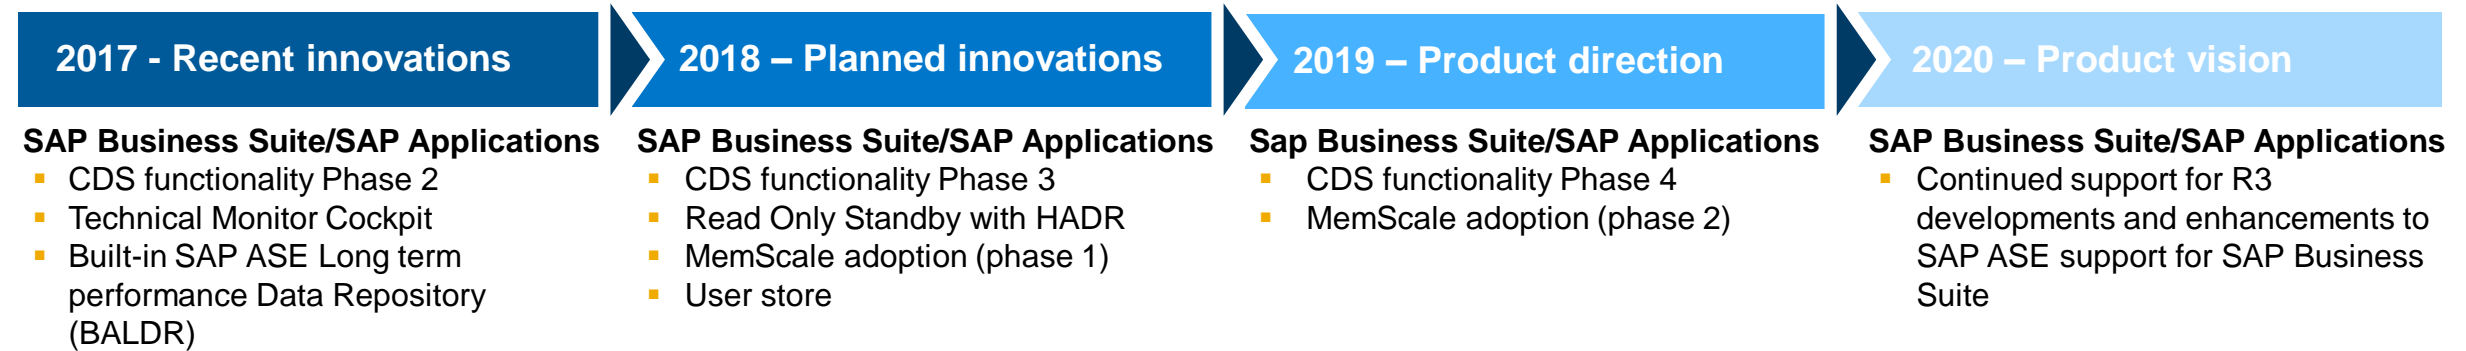 2017 - Recent innovations
SAP Business Suite/SAP Applications
▪ CDS functionality Phase 2
▪ Technical Monitor Cockpit
▪ Built-in SAP ASE Long term
performance Data Repository
(BALDR)
2018 – Planned innovations
SAP Business Suite/SAP Applications
▪ CDS functionality Phase 3
▪ Read Only Standby with HADR
▪ MemScale adoption (phase 1)
▪ User store
2019 – Product direction
Sap Business Suite/SAP Applications
▪ CDS functionality Phase 4
▪ MemScale adoption (phase 2)
2020 – Product vision
SAP Business Suite/SAP Applications
▪ Continued support for R3
developments and enhancements to
SAP ASE support for SAP Business
Suite